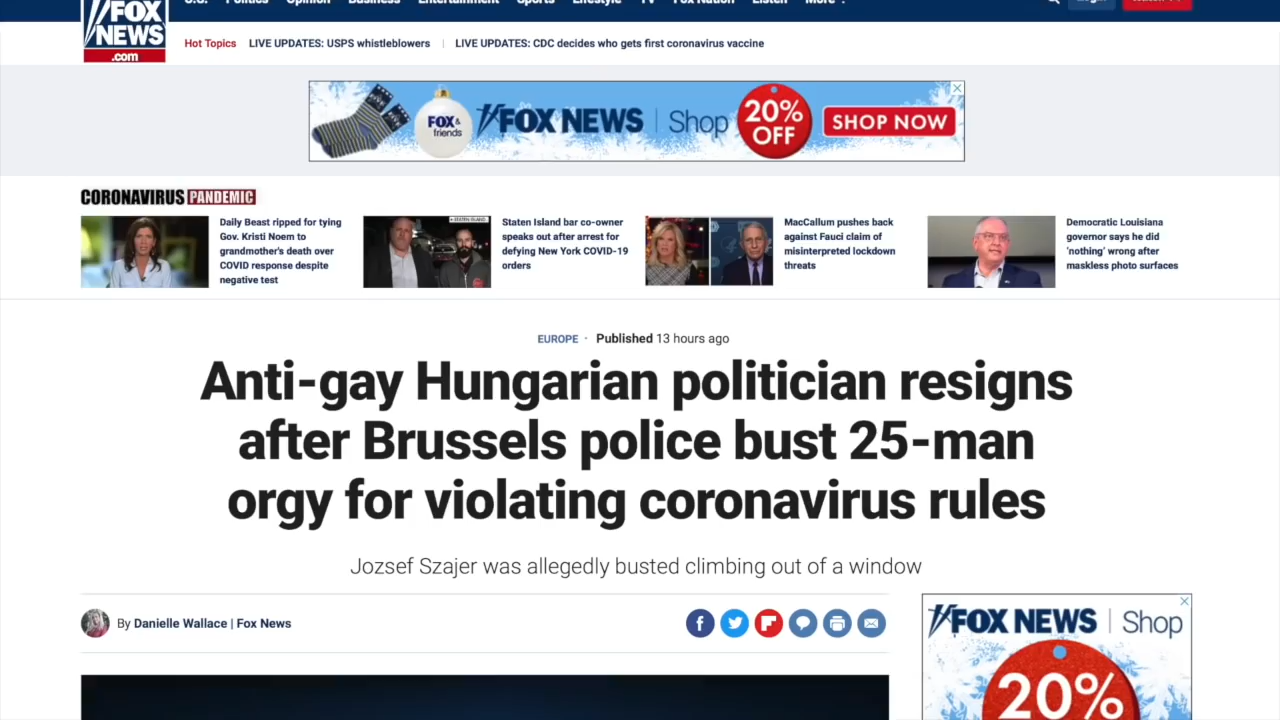 U.S. Politics Opinion Business Entertainment Sports Lifestyle TV Fox Nation Listen More
FOX
NEWS
.com
Hot Topics LIVE UPDATES: USPS whistleblowers LIVE UPDATES: CDC decides who gets first coronavirus vaccine
FOX & friends FOX NEWS Shop 20% OFF SHOP NOW
CORONAVIRUS PANDEMIC
Daily Beast ripped for tying
Gov. Kristi Noem to
grandmother's death over
COVID response despite
negative test
Staten Island bar co-owner
speaks out after arrest for
defying New York COVID-19
orders
MacCallum pushes back
against Fauci claim of
misinterpreted lockdown
threats
Democratic Louisiana
governor says he did
'nothing' wrong after
maskless photo surfaces
EUROPE · Published 13 hours ago
Anti-gay Hungarian politician resigns
after Brussels police bust 25-man
orgy for violating coronavirus rules
Jozsef Szajer was allegedly busted climbing out of a window
By Danielle Wallace | Fox News
FOX NEWS Shop
20%